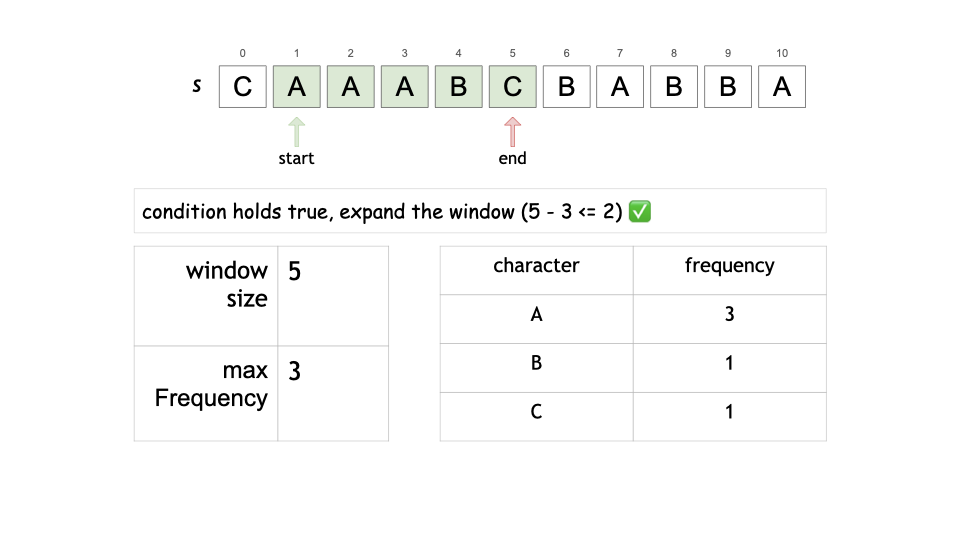 0 1 2 3 4 5 6 7 8 9 10
s C A A A B C B A B B A
start end
condition holds true, expand the window (5 - 3 <= 2) ✅
window 5
size
max 3
Frequency
character frequency
A 3
B 1
C 1